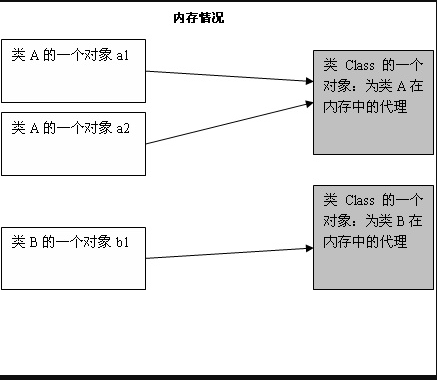 内存情况
类 A 的一个对象 a1
类 Class 的一个
对象：为类 A 在
内存中的代理
类 A 的一个对象 a2
类 Class 的一个
对象：为类 B 在
内存中的代理
类 B 的一个对象 b1